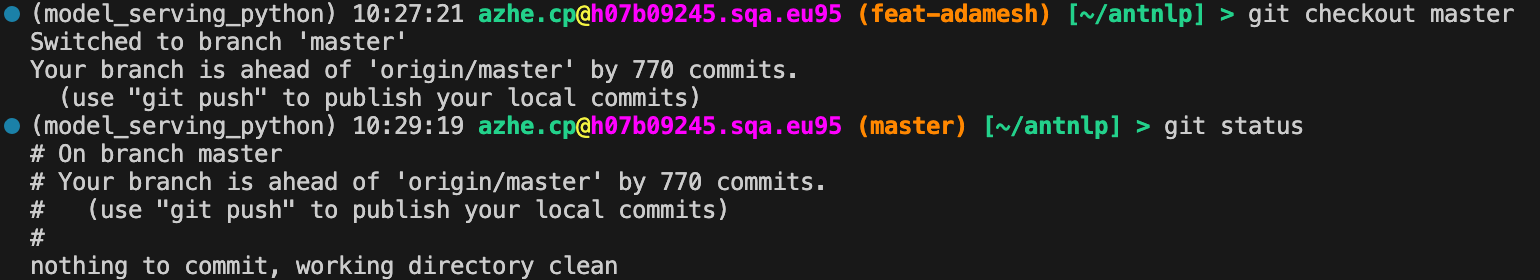 (model_serving_python) 10:27:21 azhe.cp@h07b09245.sqa.eu95 (feat-adamesh) [~/antnlp] > git checkout master
Switched to branch 'master'
Your branch is ahead of 'origin/master' by 770 commits.
  (use "git push" to publish your local commits)
(model_serving_python) 10:29:19 azhe.cp@h07b09245.sqa.eu95 (master) [~/antnlp] > git status
# On branch master
# Your branch is ahead of 'origin/master' by 770 commits.
#   (use "git push" to publish your local commits)
#
nothing to commit, working directory clean